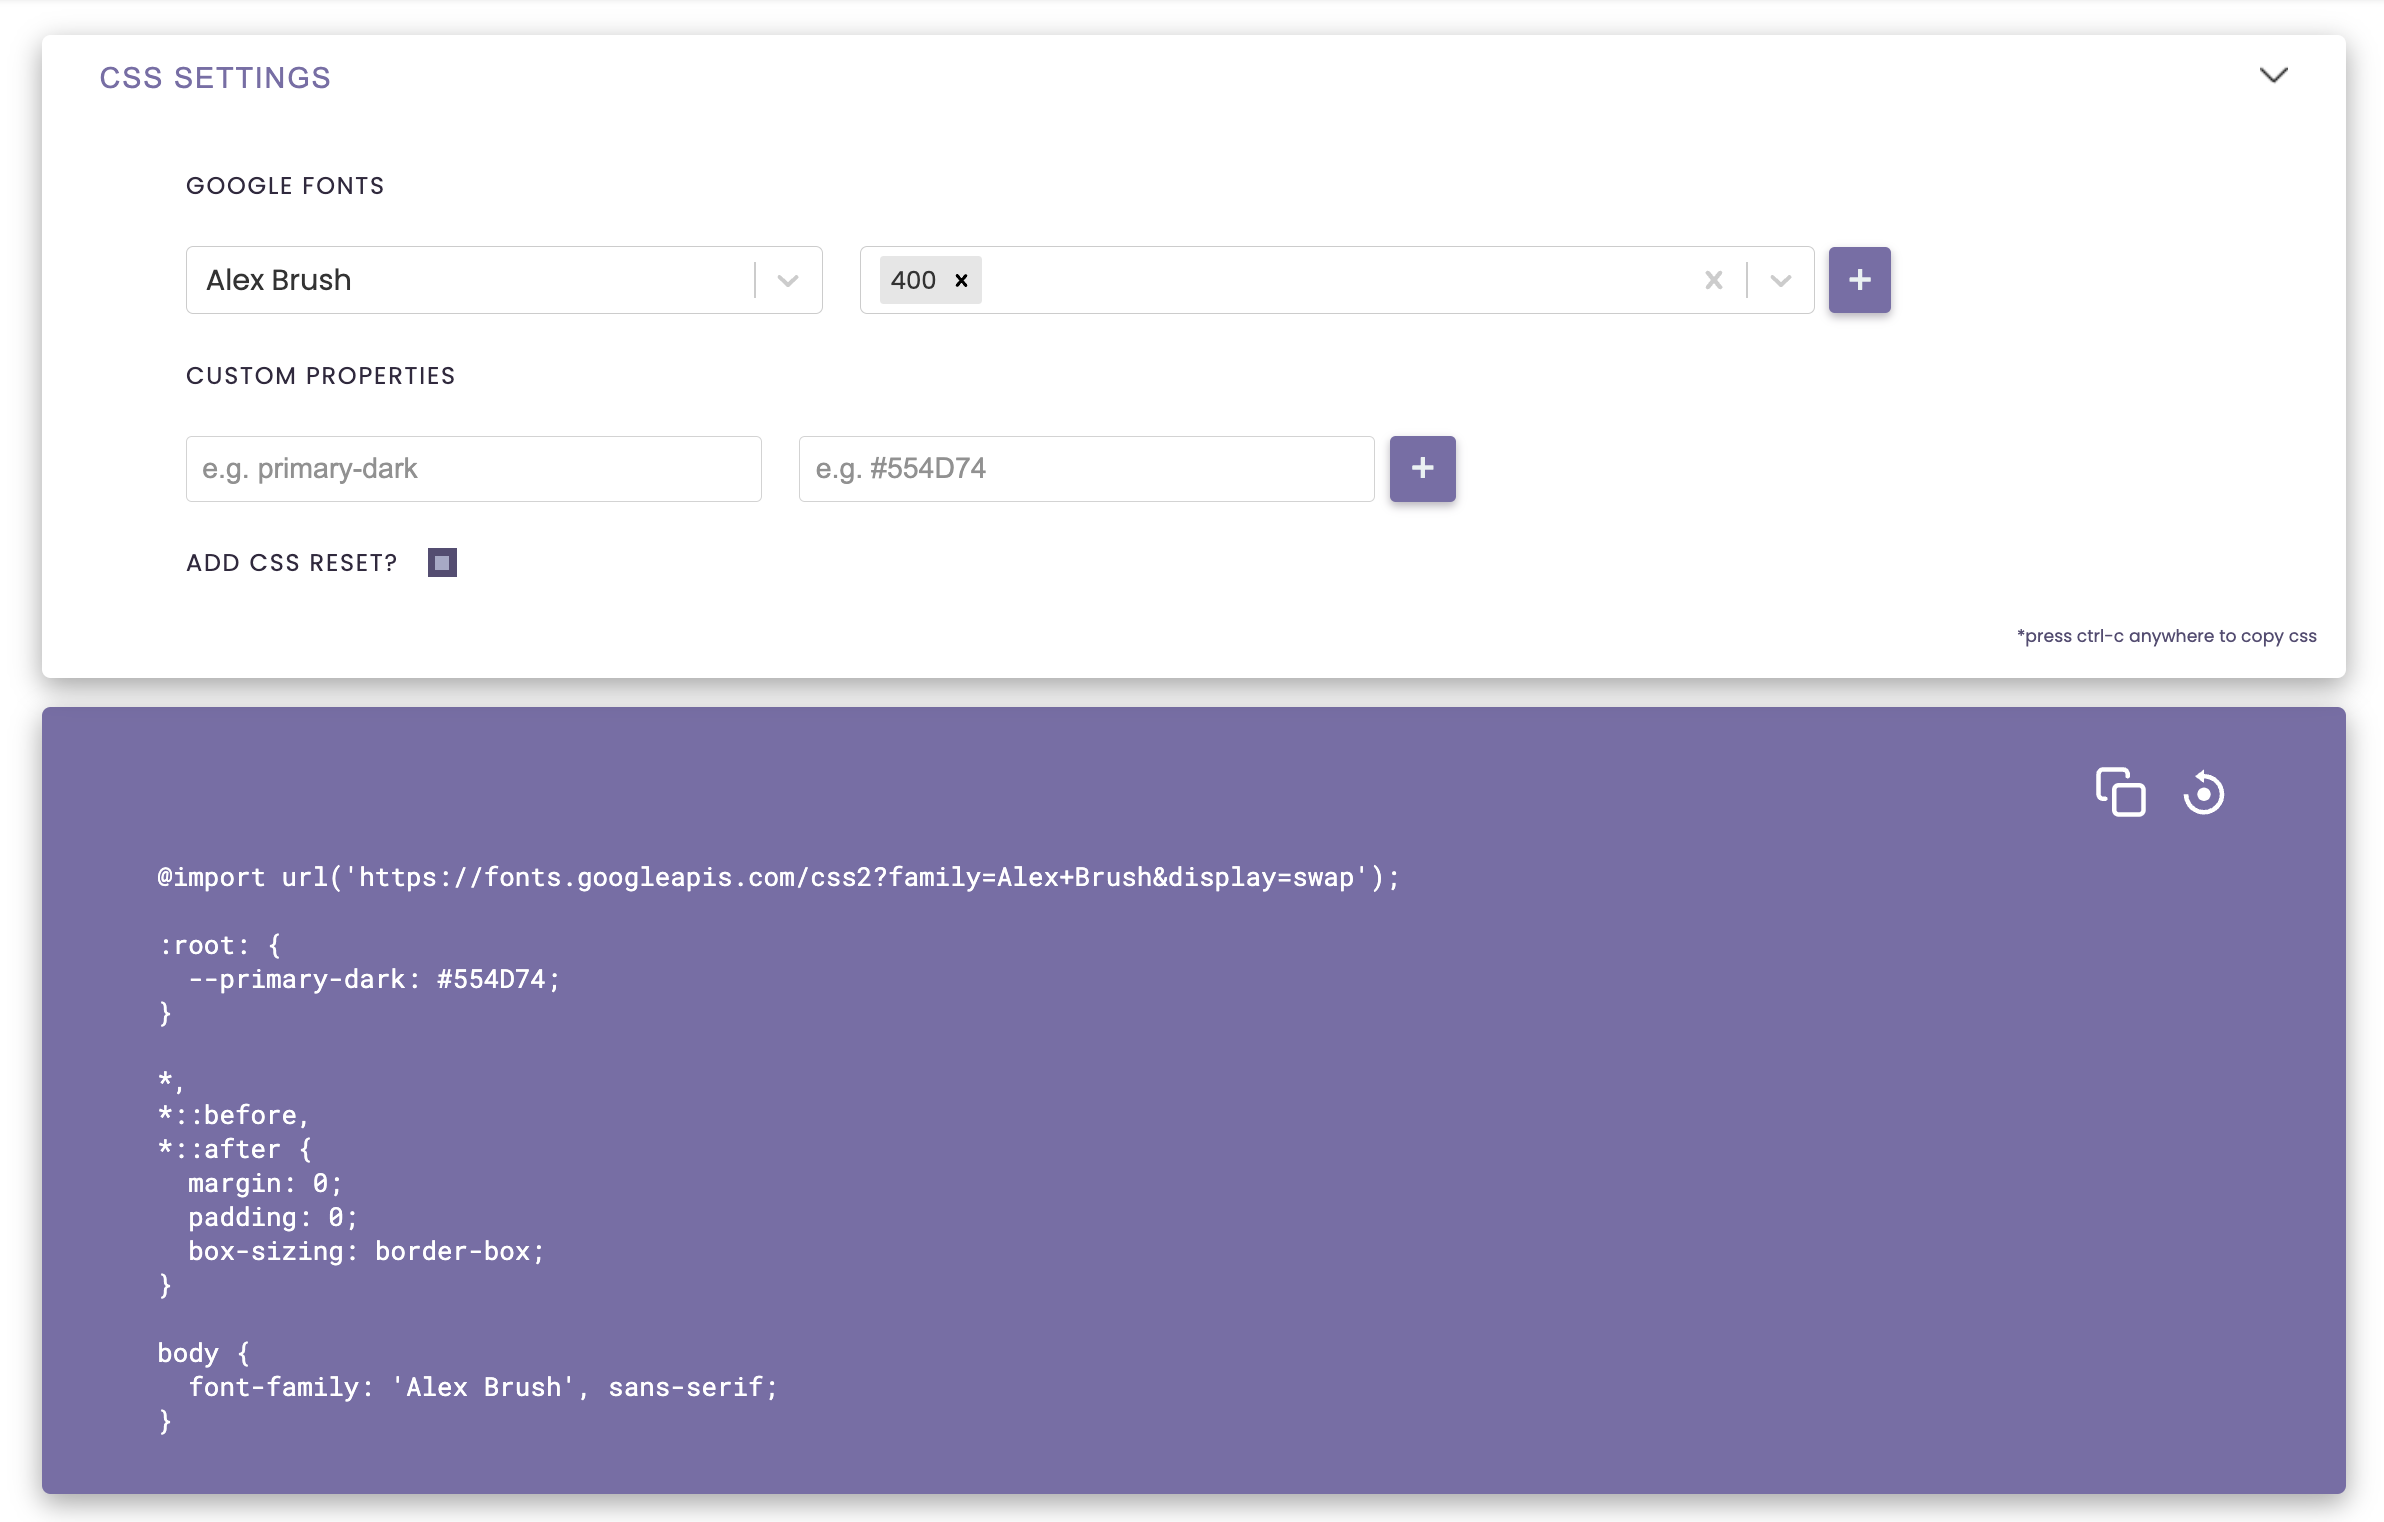 CSS SETTINGS
GOOGLE FONTS
Alex Brush
400
CUSTOM PROPERTIES
e.g. primary-dark
e.g. #554D74
ADD CSS RESET?
*press ctrl-c anywhere to copy css
@import url('https://fonts.googleapis.com/css2?family=Alex+Brush&display=swap');
:root: {
  --primary-dark: #554D74;
}
*,
*::before,
*::after {
  margin: 0;
  padding: 0;
  box-sizing: border-box;
}
body {
  font-family: 'Alex Brush', sans-serif;
}